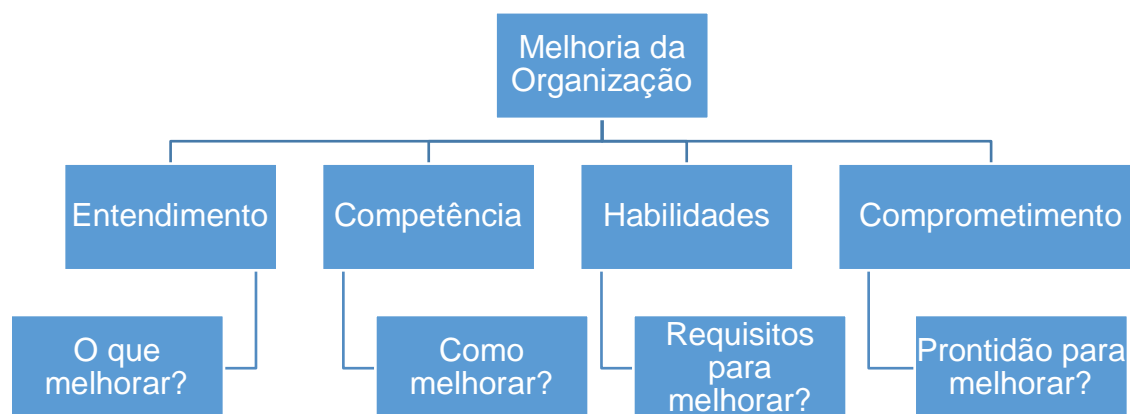 Melhoria da
Organização
Entendimento
Competência
Habilidades
Comprometimento
O que
melhorar?
Como
melhorar?
Requisitos
para
melhorar?
Prontidão para
melhorar?